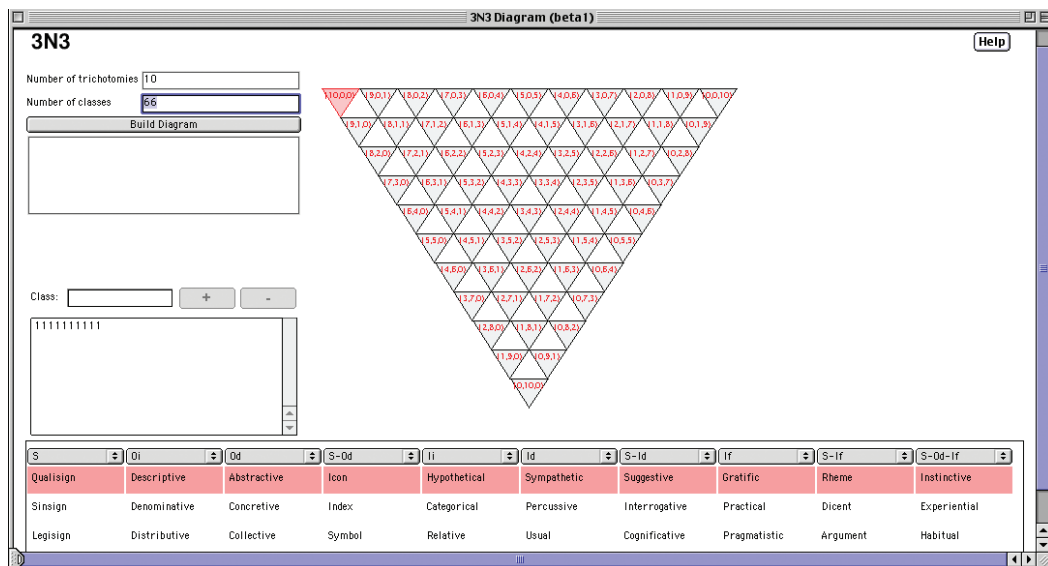 3N3 Diagram (beta1)
3N3
Help
Number of trichotomies 10
Number of classes 66
Build Diagram
(10,0,0) (9,0,1) (8,0,2) (7,0,3) (6,0,4) (5,0,5) (4,0,6) (3,0,7) (2,0,8) (1,0,9) (0,0,10)
(9,1,0) (8,1,1) (7,1,2) (6,1,3) (5,1,4) (4,1,5) (3,1,6) (2,1,7) (1,1,8) (0,1,9)
(8,2,0) (7,2,1) (6,2,2) (5,2,3) (4,2,4) (3,2,5) (2,2,6) (1,2,7) (0,2,8)
(7,3,0) (6,3,1) (5,3,2) (4,3,3) (3,3,4) (2,3,5) (1,3,6) (0,3,7)
(6,4,0) (5,4,1) (4,4,2) (3,4,3) (2,4,4) (1,4,5) (0,4,6)
(5,5,0) (4,5,1) (3,5,2) (2,5,3) (1,5,4) (0,5,5)
(4,6,0) (3,6,1) (2,6,2) (1,6,3) (0,6,4)
(3,7,0) (2,7,1) (1,7,2) (0,7,3)
(2,8,0) (1,8,1) (0,8,2)
(1,9,0) (0,9,1)
(0,10,0)
Class: + -
1111111111
S Oi Od S-Od Ii Id S-Id If S-If S-Od-If
Qualisign Descriptive Abstractive Icon Hypothetical Sympathetic Suggestive Gratific Rheme Instinctive
Sinsign Denominative Concretive Index Categorical Percussive Interrogative Practical Dicent Experiential
Legisign Distributive Collective Symbol Relative Usual Cognificative Pragmatistic Argument Habitual